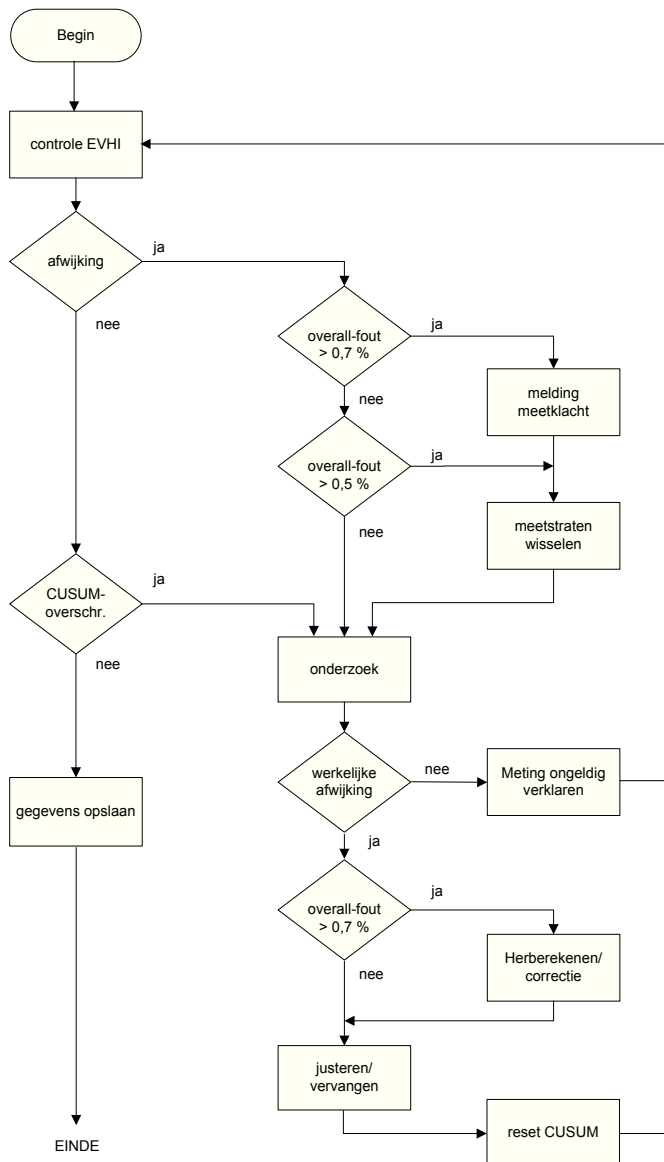 Begin
controle EVHI
afwijking
ja
nee
overall-fout
> 0,7 %
ja
nee
melding
meetklacht
overall-fout
> 0,5 %
ja
nee
meetstraten
wisselen
CUSUM-
overschr.
ja
nee
onderzoek
gegevens opslaan
werkelijke
afwijking
nee
ja
Meting ongeldig
verklaren
overall-fout
> 0,7 %
ja
nee
Herberekenen/
correctie
justeren/
vervangen
reset CUSUM
EINDE